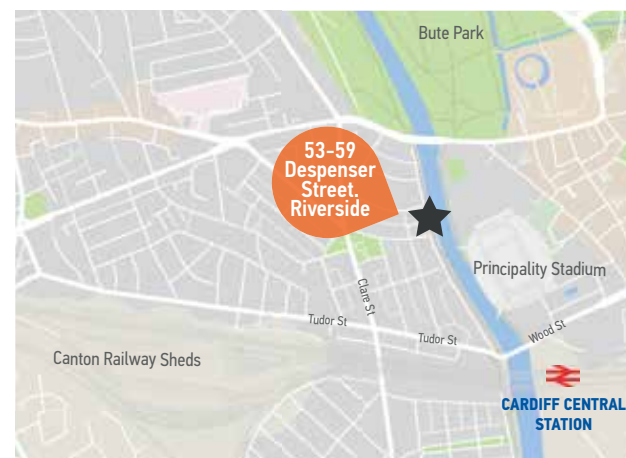 Bute Park
53-59
Despenser
Street.
Riverside
Principality Stadium
Clare St
Tudor St
Tudor St
Wood St
Canton Railway Sheds
CARDIFF CENTRAL
STATION